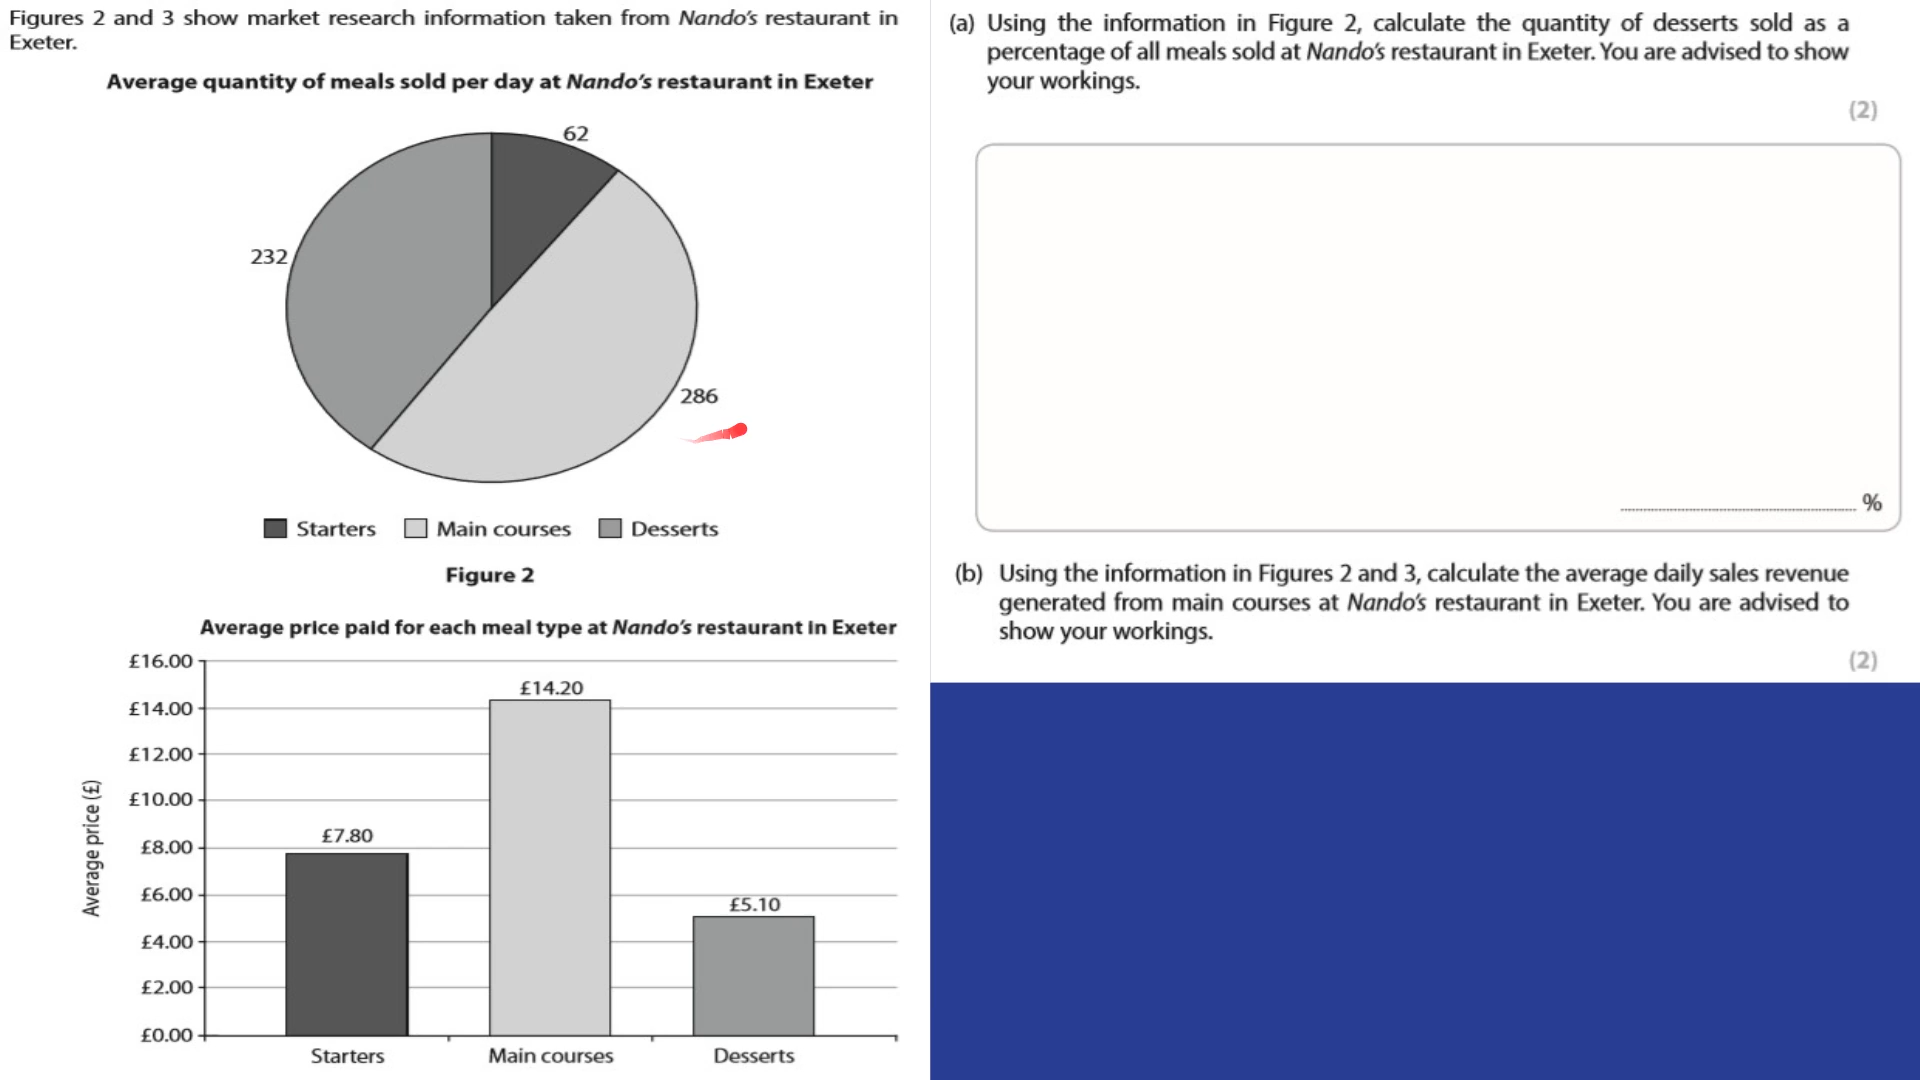 Figures 2 and 3 show market research information taken from Nando's restaurant in
Exeter.
Average quantity of meals sold per day at Nando's restaurant in Exeter
62
232
286
Starters
Main courses
Desserts
Figure 2
Average price paid for each meal type at Nando's restaurant in Exeter
£16.00
£14.20
£14.00
£12.00
£10.00
£7.80
£8.00
£6.00
£5.10
£4.00
£2.00
£0.00
Average price (£)
Starters
Main courses
Desserts
(a) Using the information in Figure 2, calculate the quantity of desserts sold as a
percentage of all meals sold at Nando's restaurant in Exeter. You are advised to show
your workings.
(2)
%
(b) Using the information in Figures 2 and 3, calculate the average daily sales revenue
generated from main courses at Nando's restaurant in Exeter. You are advised to
show your workings.
(2)